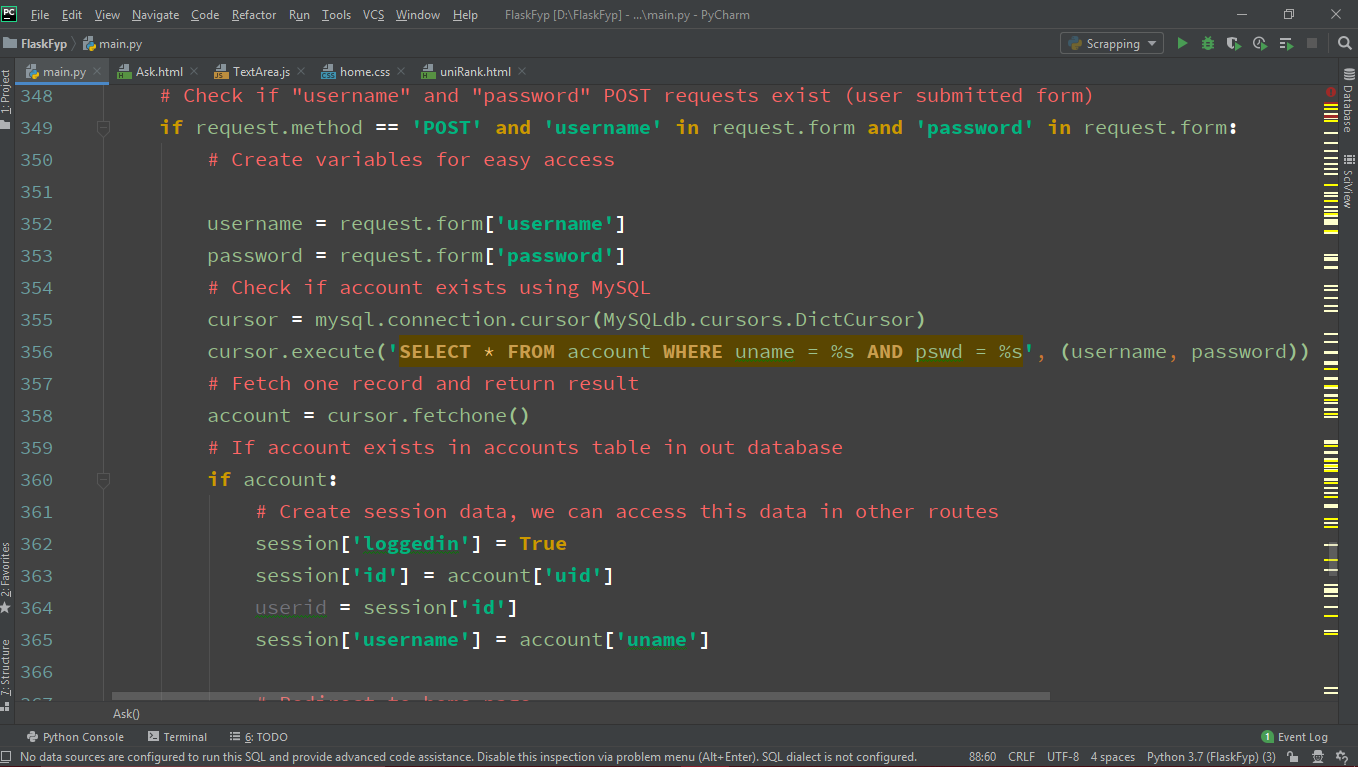 PC File Edit View Navigate Code Refactor Run Tools VCS Window Help FlaskFyp [D:\FlaskFyp] - ...\main.py - PyCharm
FlaskFyp main.py Scrapping
main.py Ask.html TextArea.js home.css uniRank.html
1: Project
2: Favorites
7: Structure
Database
SciView
348 # Check if "username" and "password" POST requests exist (user submitted form)
349 if request.method == 'POST' and 'username' in request.form and 'password' in request.form:
350 # Create variables for easy access
351
352 username = request.form['username']
353 password = request.form['password']
354 # Check if account exists using MySQL
355 cursor = mysql.connection.cursor(MySQLdb.cursors.DictCursor)
356 cursor.execute('SELECT * FROM account WHERE uname = %s AND pswd = %s', (username, password))
357 # Fetch one record and return result
358 account = cursor.fetchone()
359 # If account exists in accounts table in out database
360 if account:
361 # Create session data, we can access this data in other routes
362 session['loggedin'] = True
363 session['id'] = account['uid']
364 userid = session['id']
365 session['username'] = account['uname']
366
367 # Redirect to home page
Ask()
Python Console Terminal 6: TODO 1 Event Log
No data sources are configured to run this SQL and provide advanced code assistance. Disable this inspection via problem menu (Alt+Enter). SQL dialect is not configured. 88:60 CRLF UTF-8 4 spaces Python 3.7 (FlaskFyp) (3)